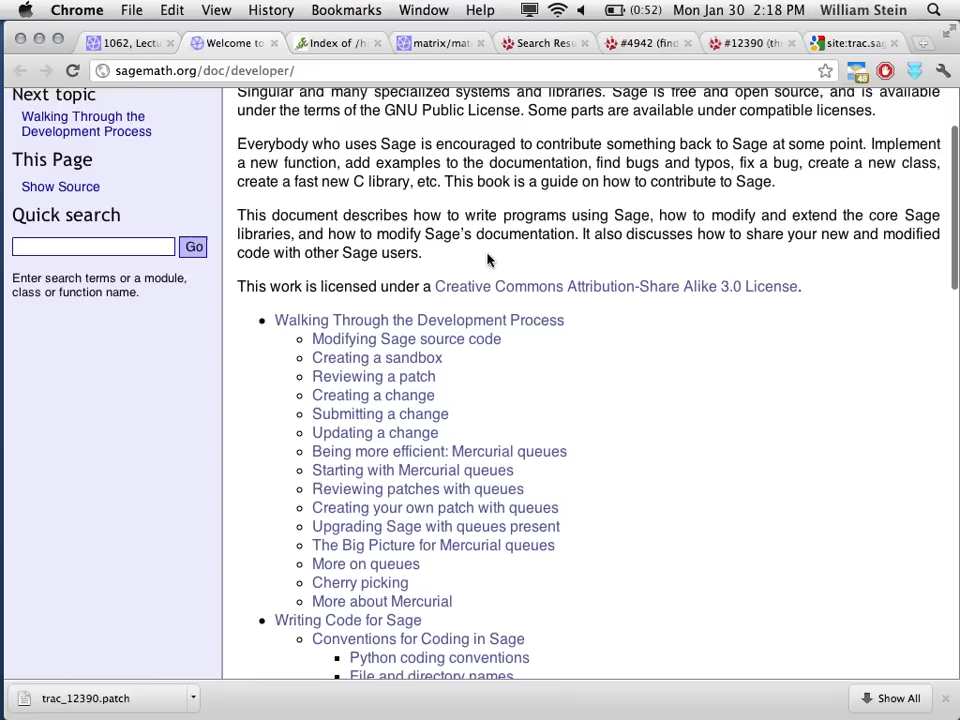 Chrome File Edit View History Bookmarks Window Help (0:52) Mon Jan 30 2:18 PM William Stein
1062, Lectu Welcome to Index of /h matrix/mat Search Resu #4942 (find #12390 (the site:trac.sag
sagemath.org/doc/developer/
Next topic
Walking Through the
Development Process
This Page
Show Source
Quick search
Go
Enter search terms or a module,
class or function name.
Singular and many specialized systems and libraries. Sage is free and open source, and is available
under the terms of the GNU Public License. Some parts are available under compatible licenses.
Everybody who uses Sage is encouraged to contribute something back to Sage at some point. Implement
a new function, add examples to the documentation, find bugs and typos, fix a bug, create a new class,
create a fast new C library, etc. This book is a guide on how to contribute to Sage.
This document describes how to write programs using Sage, how to modify and extend the core Sage
libraries, and how to modify Sage's documentation. It also discusses how to share your new and modified
code with other Sage users.
This work is licensed under a Creative Commons Attribution-Share Alike 3.0 License.
Walking Through the Development Process
Modifying Sage source code
Creating a sandbox
Reviewing a patch
Creating a change
Submitting a change
Updating a change
Being more efficient: Mercurial queues
Starting with Mercurial queues
Reviewing patches with queues
Creating your own patch with queues
Upgrading Sage with queues present
The Big Picture for Mercurial queues
More on queues
Cherry picking
More about Mercurial
Writing Code for Sage
Conventions for Coding in Sage
Python coding conventions
File and directory names
trac_12390.patch
Show All